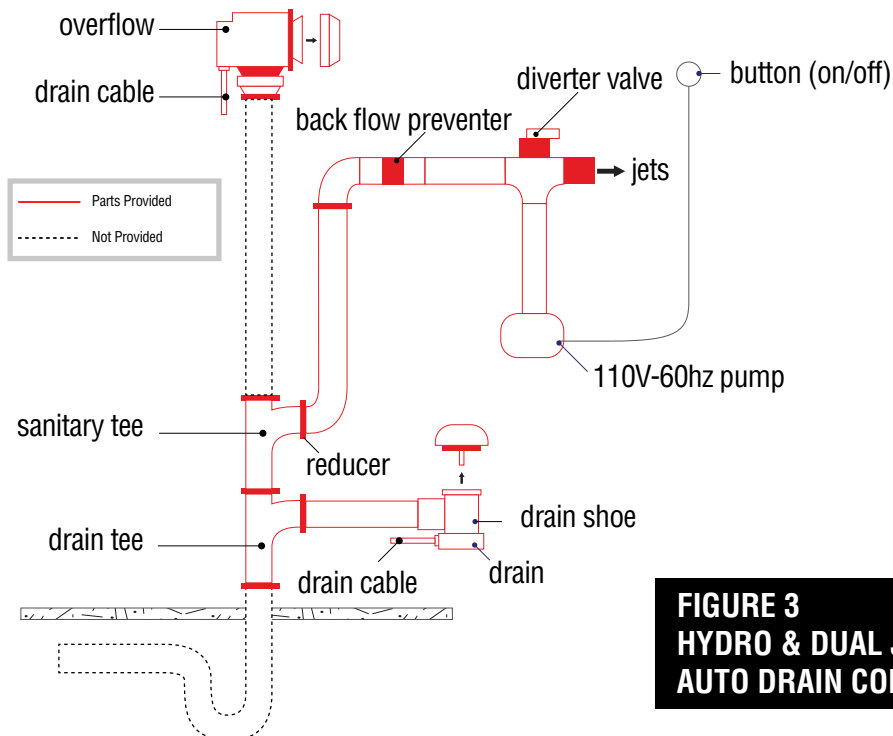 overflow
drain cable
diverter valve
button (on/off)
back flow preventer
jets
Parts Provided
Not Provided
110V-60hz pump
sanitary tee
reducer
drain shoe
drain tee
drain cable
drain
FIGURE 3
HYDRO & DUAL
AUTO DRAIN